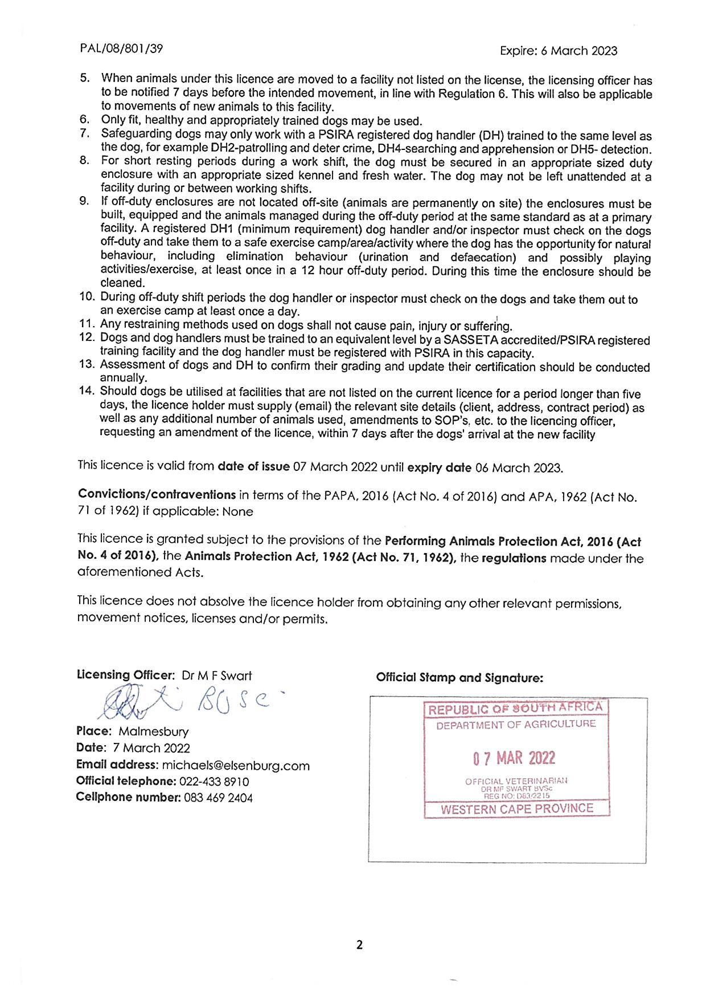 PAL/08/801/39
Expire: 6 March 2023
5. When animals under this licence are moved to a facility not listed on the license, the licensing officer has
to be notified 7 days before the intended movement, in line with Regulation 6. This will also be applicable
to movements of new animals to this facility.
6. Only fit, healthy and appropriately trained dogs may be used.
7. Safeguarding dogs may only work with a PSIRA registered dog handler (DH) trained to the same level as
the dog, for example DH2-patrolling and deter crime, DH4-searching and apprehension or DH5- detection.
8. For short resting periods during a work shift, the dog must be secured in an appropriate sized duty
enclosure with an appropriate sized kennel and fresh water. The dog may not be left unattended at a
facility during or between working shifts.
9. If off-duty enclosures are not located off-site (animals are permanently on site) the enclosures must be
built, equipped and the animals managed during the off-duty period at the same standard as at a primary
facility. A registered DH1 (minimum requirement) dog handler and/or inspector must check on the dogs
off-duty and take them to a safe exercise camp/area/activity where the dog has the opportunity for natural
behaviour, including elimination behaviour (urination and defaecation) and possibly playing
activities/exercise, at least once in a 12 hour off-duty period. During this time the enclosure should be
cleaned.
10. During off-duty shift periods the dog handler or inspector must check on the dogs and take them out to
an exercise camp at least once a day.
11. Any restraining methods used on dogs shall not cause pain, injury or suffering.
12. Dogs and dog handlers must be trained to an equivalent level by a SASSETA accredited/PSIRA registered
training facility and the dog handler must be registered with PSIRA in this capacity.
13. Assessment of dogs and DH to confirm their grading and update their certification should be conducted
annually.
14. Should dogs be utilised at facilities that are not listed on the current licence for a period longer than five
days, the licence holder must supply (email) the relevant site details (client, address, contract period) as
well as any additional number of animals used, amendments to SOP's, etc. to the licencing officer,
requesting an amendment of the licence, within 7 days after the dogs' arrival at the new facility
This licence is valid from date of issue 07 March 2022 until expiry date 06 March 2023.
Convictions/contraventions in terms of the PAPA, 2016 (Act No. 4 of 2016) and APA, 1962 (Act No.
71 of 1962) if applicable: None
This licence is granted subject to the provisions of the Performing Animals Protection Act, 2016 (Act
No. 4 of 2016), the Animals Protection Act, 1962 (Act No. 71, 1962), the regulations made under the
aforementioned Acts.
This licence does not absolve the licence holder from obtaining any other relevant permissions,
movement notices, licenses and/or permits.
Licensing Officer: Dr M F Swart
Place: Malmesbury
Date: 7 March 2022
Email address: michaels@elsenburg.com
Official telephone: 022-433 8910
Cellphone number: 083 469 2404
Official Stamp and Signature:
REPUBLIC OF SOUTH AFRICA
DEPARTMENT OF AGRICULTURE
07 MAR 2022
OFFICIAL VETERINARIAN
DR MF SWART BVSc
REG NO: D83/2215
WESTERN CAPE PROVINCE
2